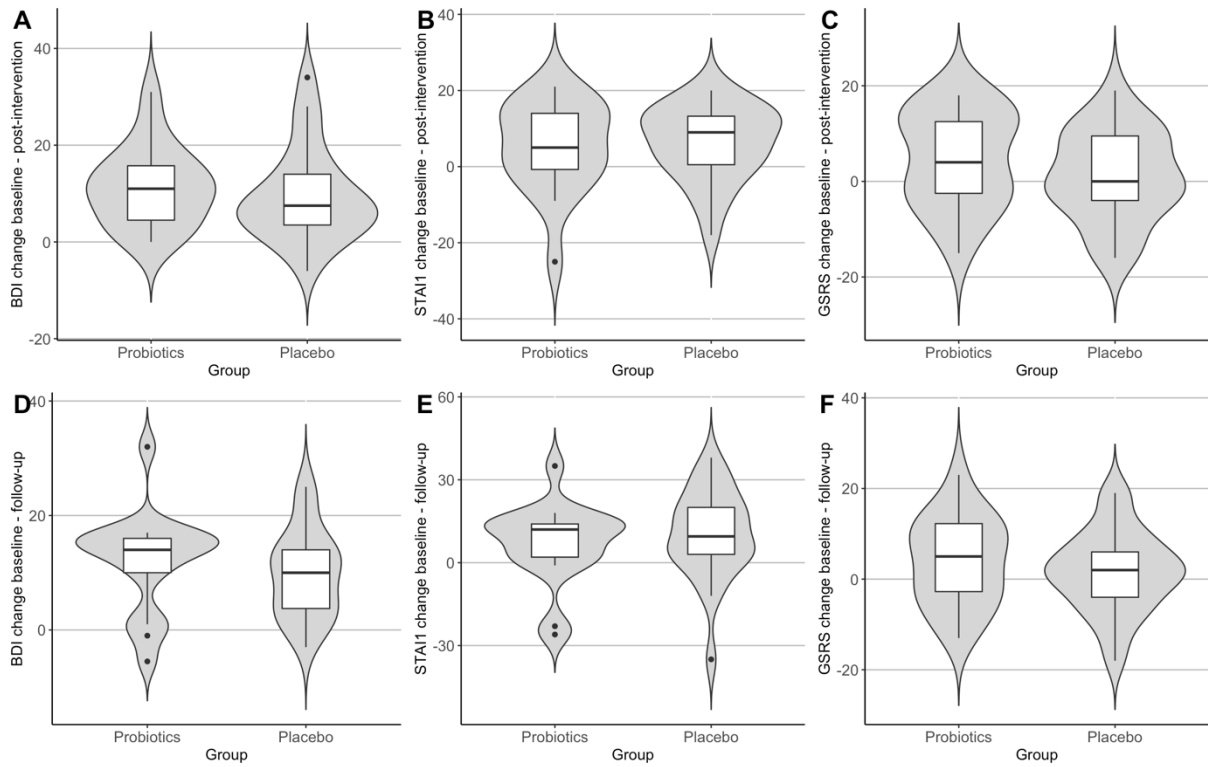 A
BDI change baseline - post-intervention
40
20
0
-20
Probiotics
Placebo
Group
B
STAI1 change baseline - post-intervention
40
20
0
-20
-40
Probiotics
Placebo
Group
C
GSRS change baseline - post-intervention
20
0
-20
Probiotics
Placebo
Group
D
BDI change baseline - follow-up
40
20
0
Probiotics
Placebo
Group
E
STAI1 change baseline - follow-up
60
30
0
-30
Probiotics
Placebo
Group
F
GSRS change baseline - follow-up
40
20
0
-20
Probiotics
Placebo
Group